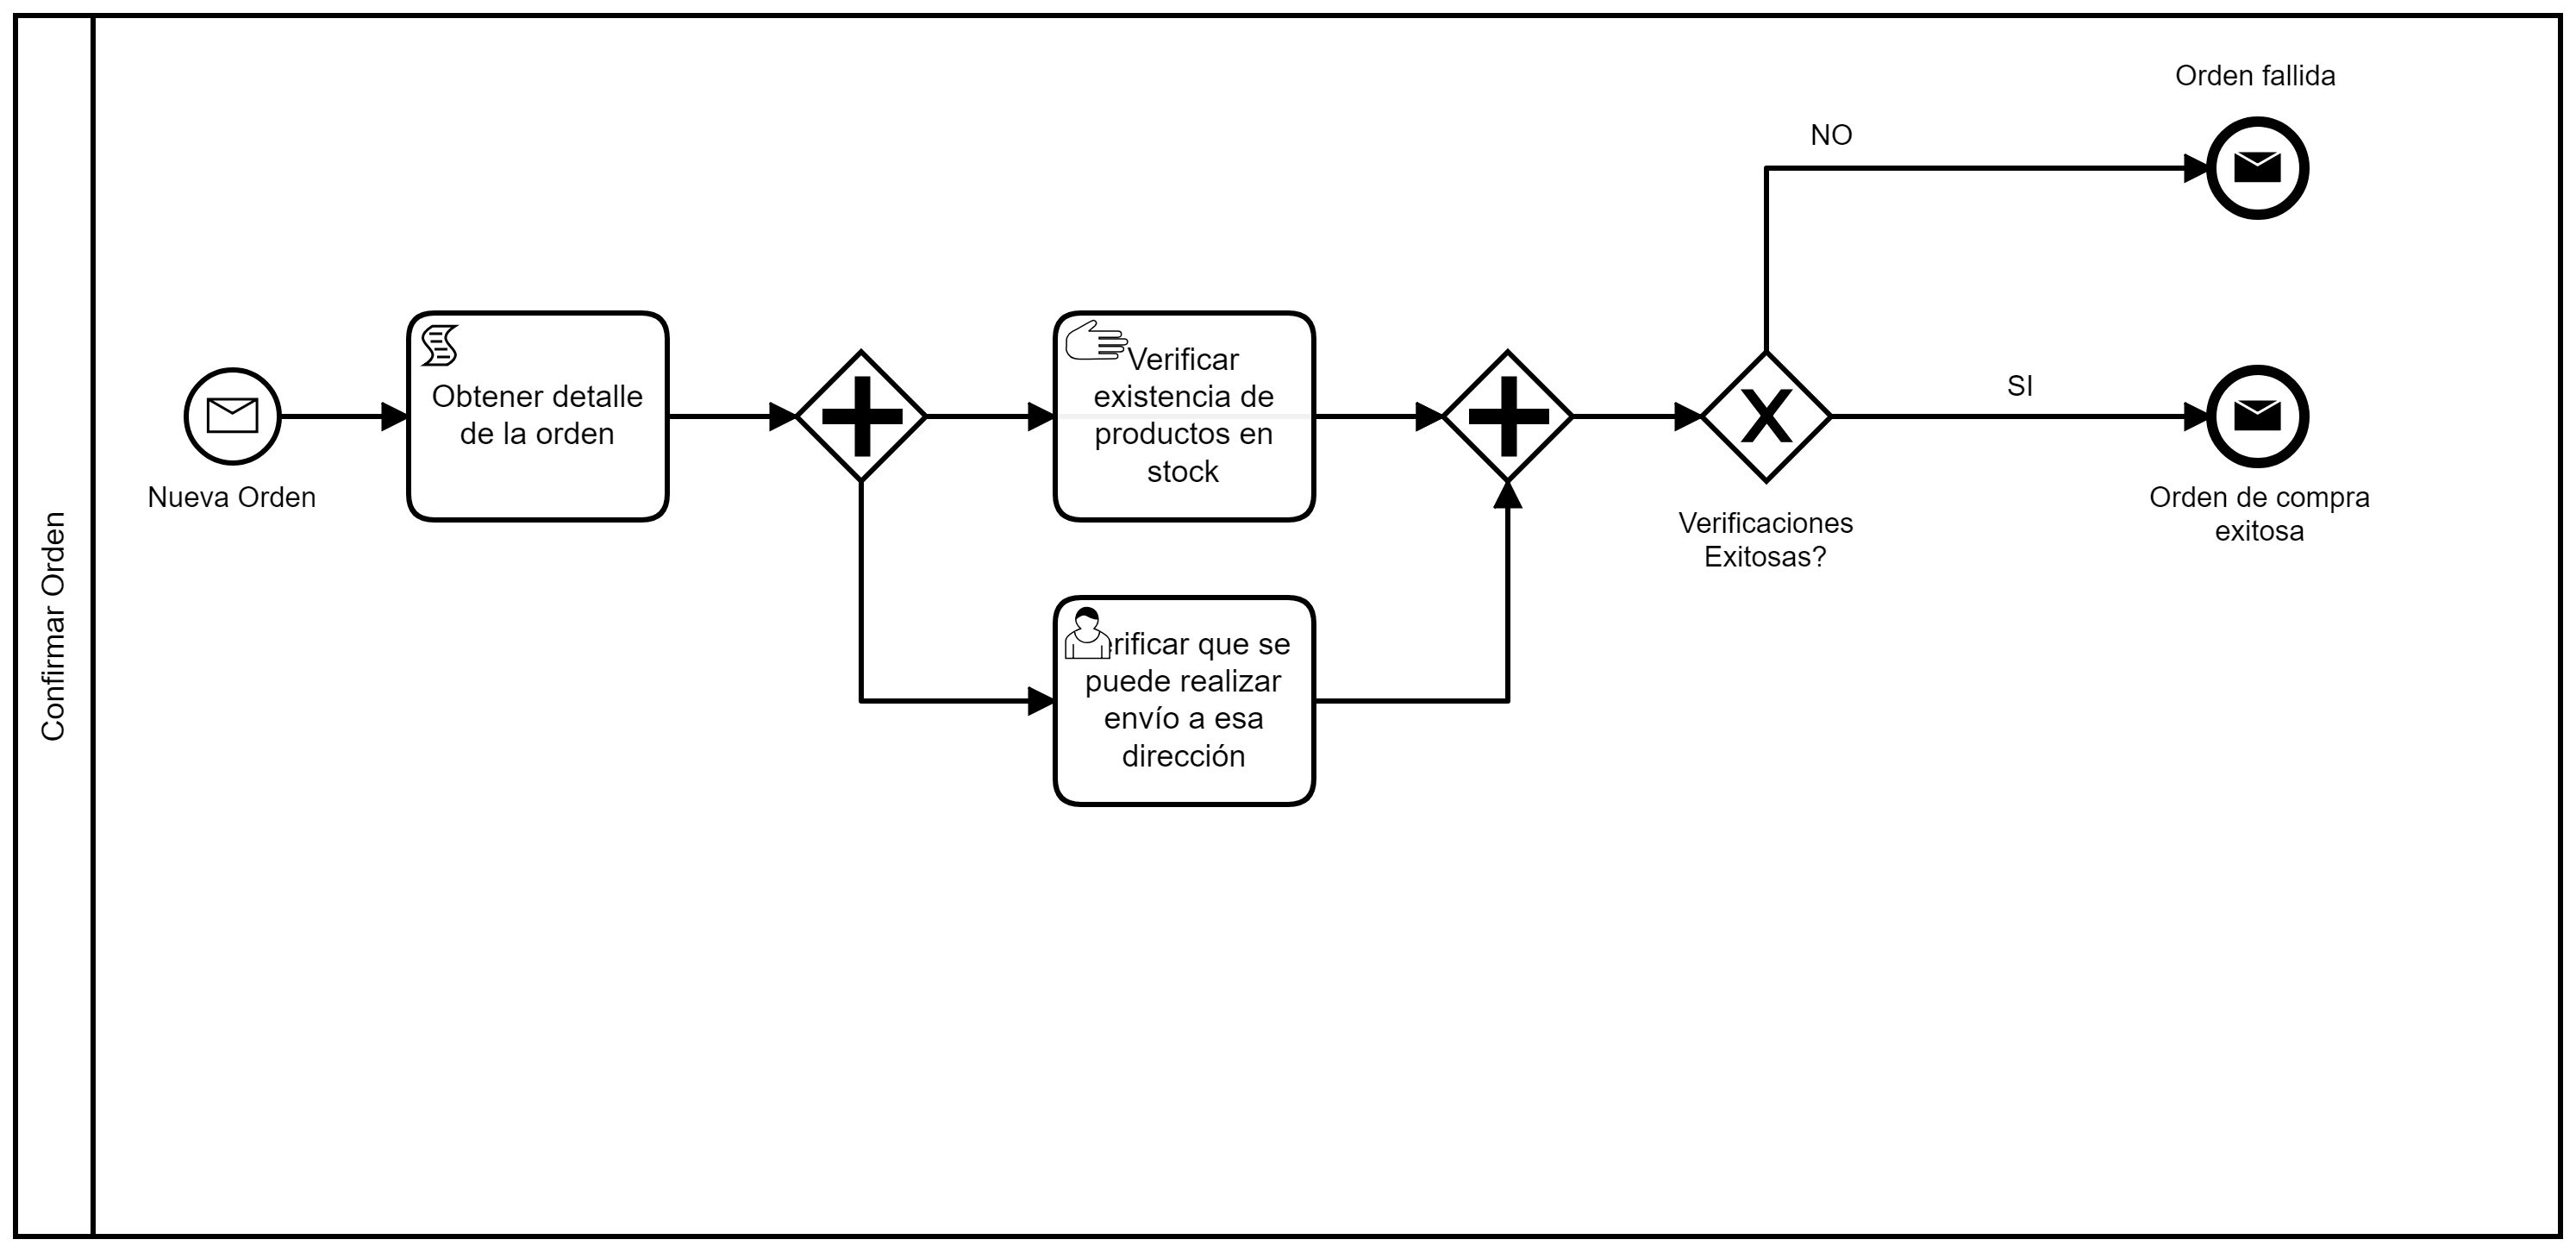 Confirmar Orden
Nueva Orden
Obtener detalle
de la orden
Verificar
existencia de
productos en
stock
rificar que se
puede realizar
envío a esa
dirección
Verificaciones
Exitosas?
NO
Orden fallida
SI
Orden de compra
exitosa